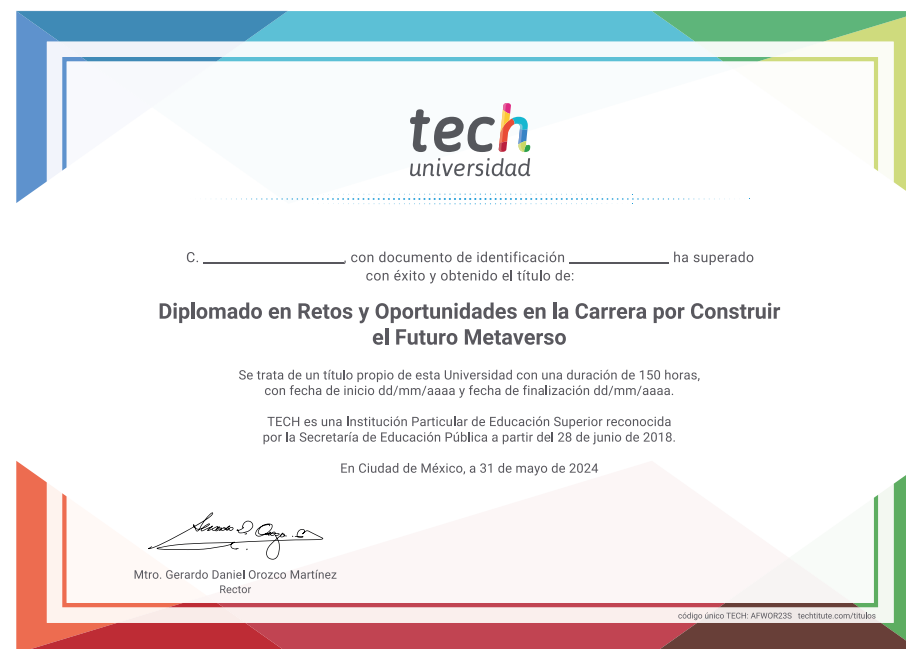 tech
universidad
C. ____________, con documento de identificación ____________ ha superado
con éxito y obtenido el título de:
Diplomado en Retos y Oportunidades en la Carrera por Construir
el Futuro Metaverso
Se trata de un título propio de esta Universidad con una duración de 150 horas,
con fecha de inicio dd/mm/aaaa y fecha de finalización dd/mm/aaaa.
TECH es una Institución Particular de Educación Superior reconocida
por la Secretaría de Educación Pública a partir del 28 de junio de 2018.
En Ciudad de México, a 31 de mayo de 2024
Mtro. Gerardo Daniel Orozco Martínez
Rector
código único TECH: AFWOR23S techtitute.com/titulos